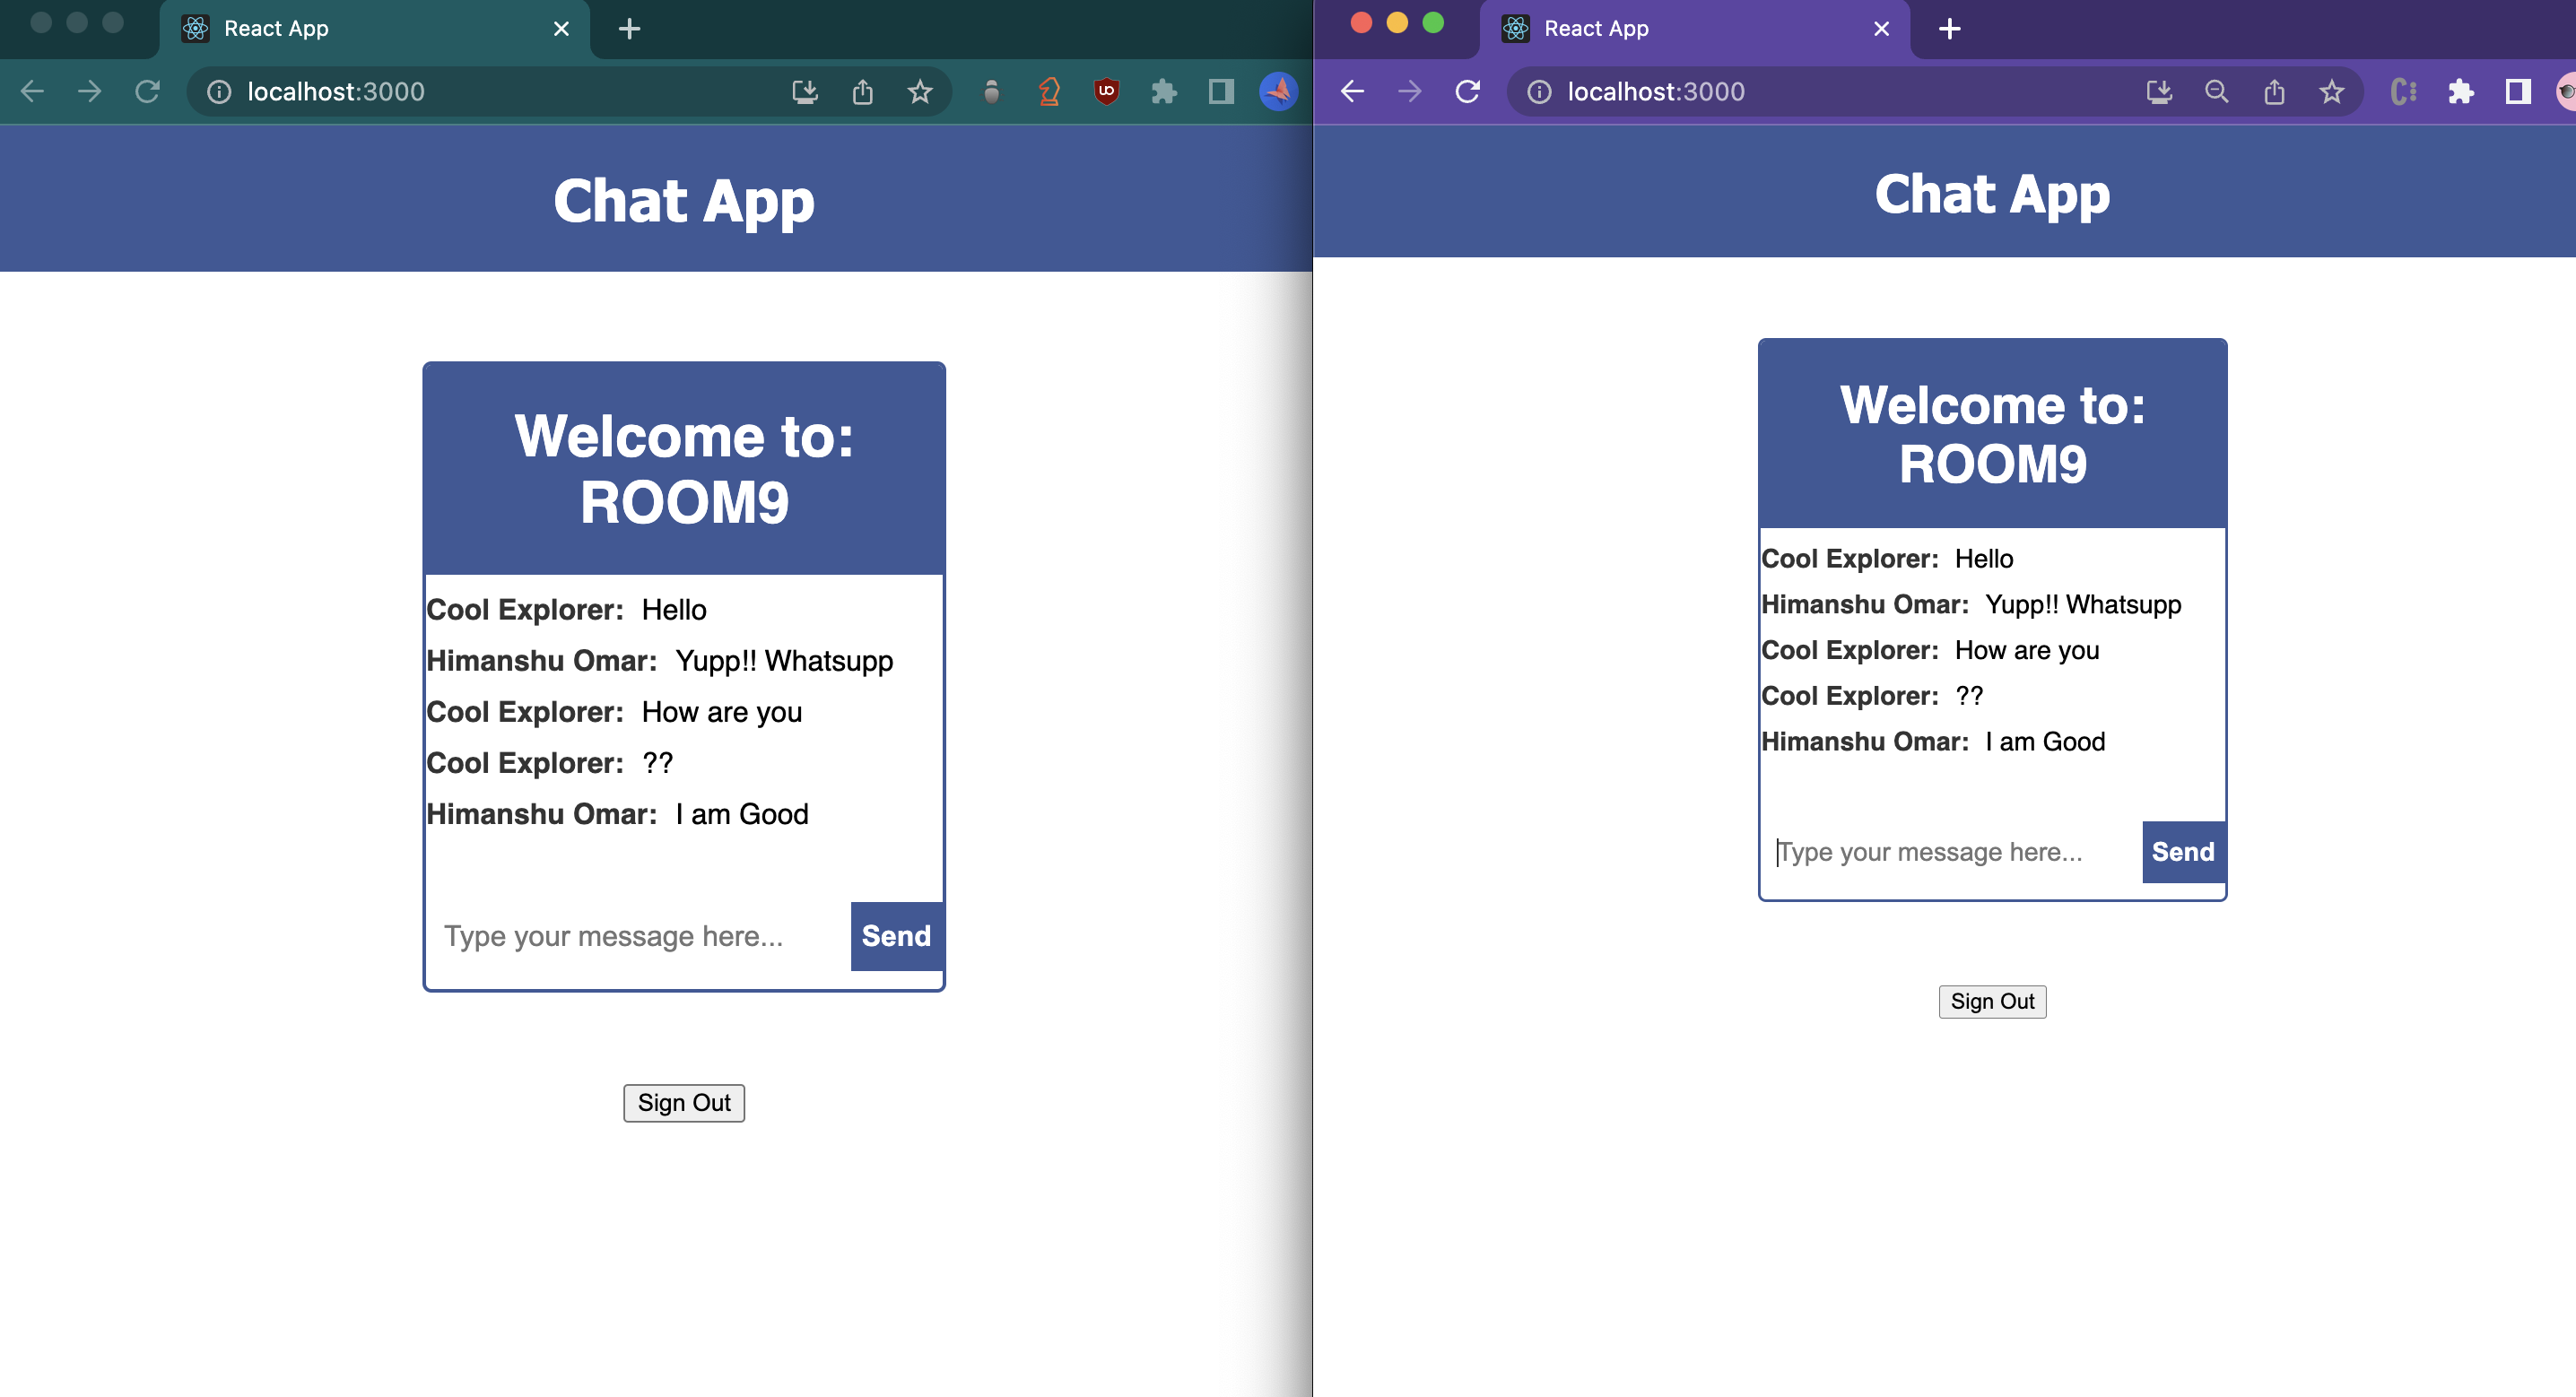 React App
localhost:3000
Chat App
Welcome to:
ROOM9
Cool Explorer: Hello
Himanshu Omar: Yupp!! Whatsupp
Cool Explorer: How are you
Cool Explorer: ??
Himanshu Omar: I am Good
Type your message here...
Send
Sign Out
React App
localhost:3000
Chat App
Welcome to:
ROOM9
Cool Explorer: Hello
Himanshu Omar: Yupp!! Whatsupp
Cool Explorer: How are you
Cool Explorer: ??
Himanshu Omar: I am Good
Type your message here...
Send
Sign Out